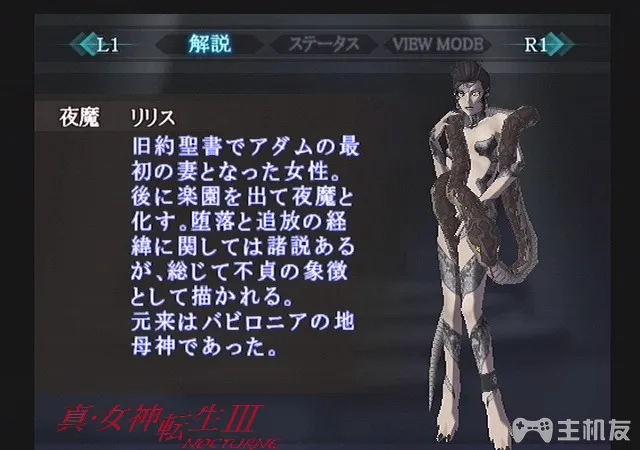 L1 解説 ステータス VIEW MODE R1
夜魔 リリス
旧約聖書でアダムの最
初の妻となった女性。
後に楽園を出て夜魔と
化す。堕落と追放の経
緯に関しては諸説ある
が、総じて不貞の象徴
として描かれる。
元来はバビロニアの地
母神であった。
真・女神転生III
NOCTURNE
主机友